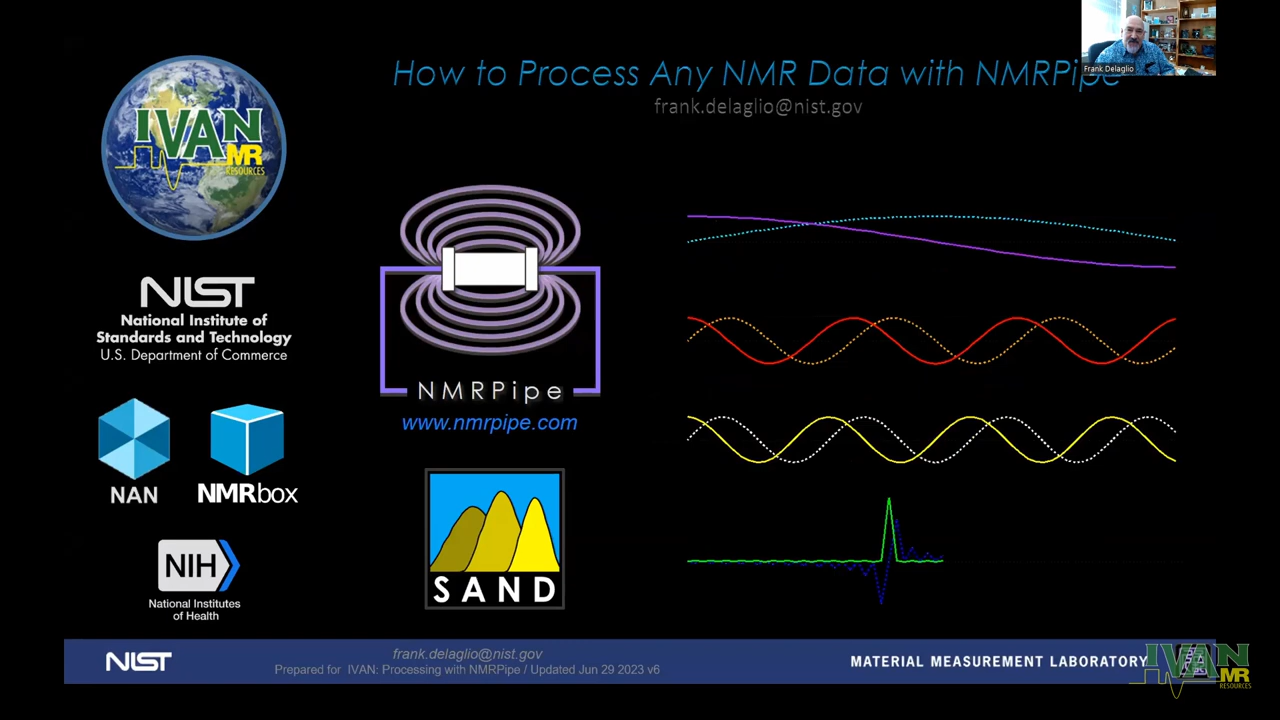 How to Process Any NMR Data with NMRPipe
frank.delaglio@nist.gov
Frank Delaglio
IVAN
MR
RESOURCES
NIST
National Institute of
Standards and Technology
U.S. Department of Commerce
NMRPipe
www.nmrpipe.com
NAN
NMRbox
SAND
NIH
National Institutes
of Health
NIST
frank.delaglio@nist.gov
Prepared for IVAN: Processing with NMRPipe / Updated Jun 29 2023 v6
MATERIAL MEASUREMENT LABORATORY
IVAN
MR
RESOURCES